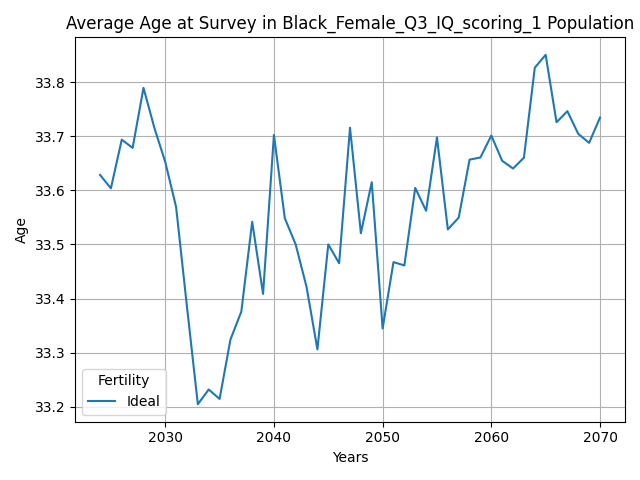 Average Age at Survey in Black_Female_Q3_IQ_scoring_1 Population
Age
33.8
33.7
33.6
33.5
33.4
33.3
33.2
Fertility
Ideal
2030 2040 2050 2060 2070
Years